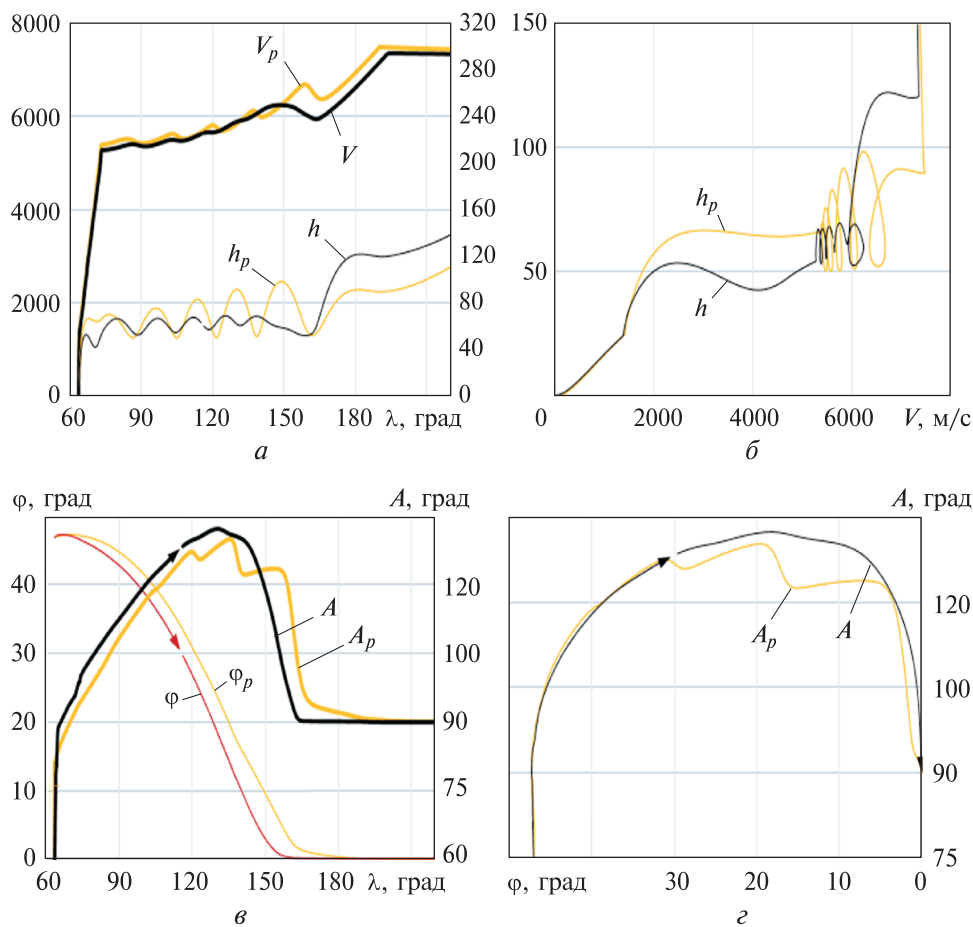 8000
6000
4000
2000
0
320
280
240
200
160
120
80
40
0
V_p
V
h
h_p
60 90 120 150 180 λ, град
а
150
100
50
0
h_p
h
2000 4000 6000 V, м/с
б
φ, град A, град
40
30
20
10
0
120
105
90
75
60
A
A_p
φ φ_p
60 90 120 150 180 λ, град
в
A, град
120
100
90
75
A_p A
φ, град 30 20 10 0
г